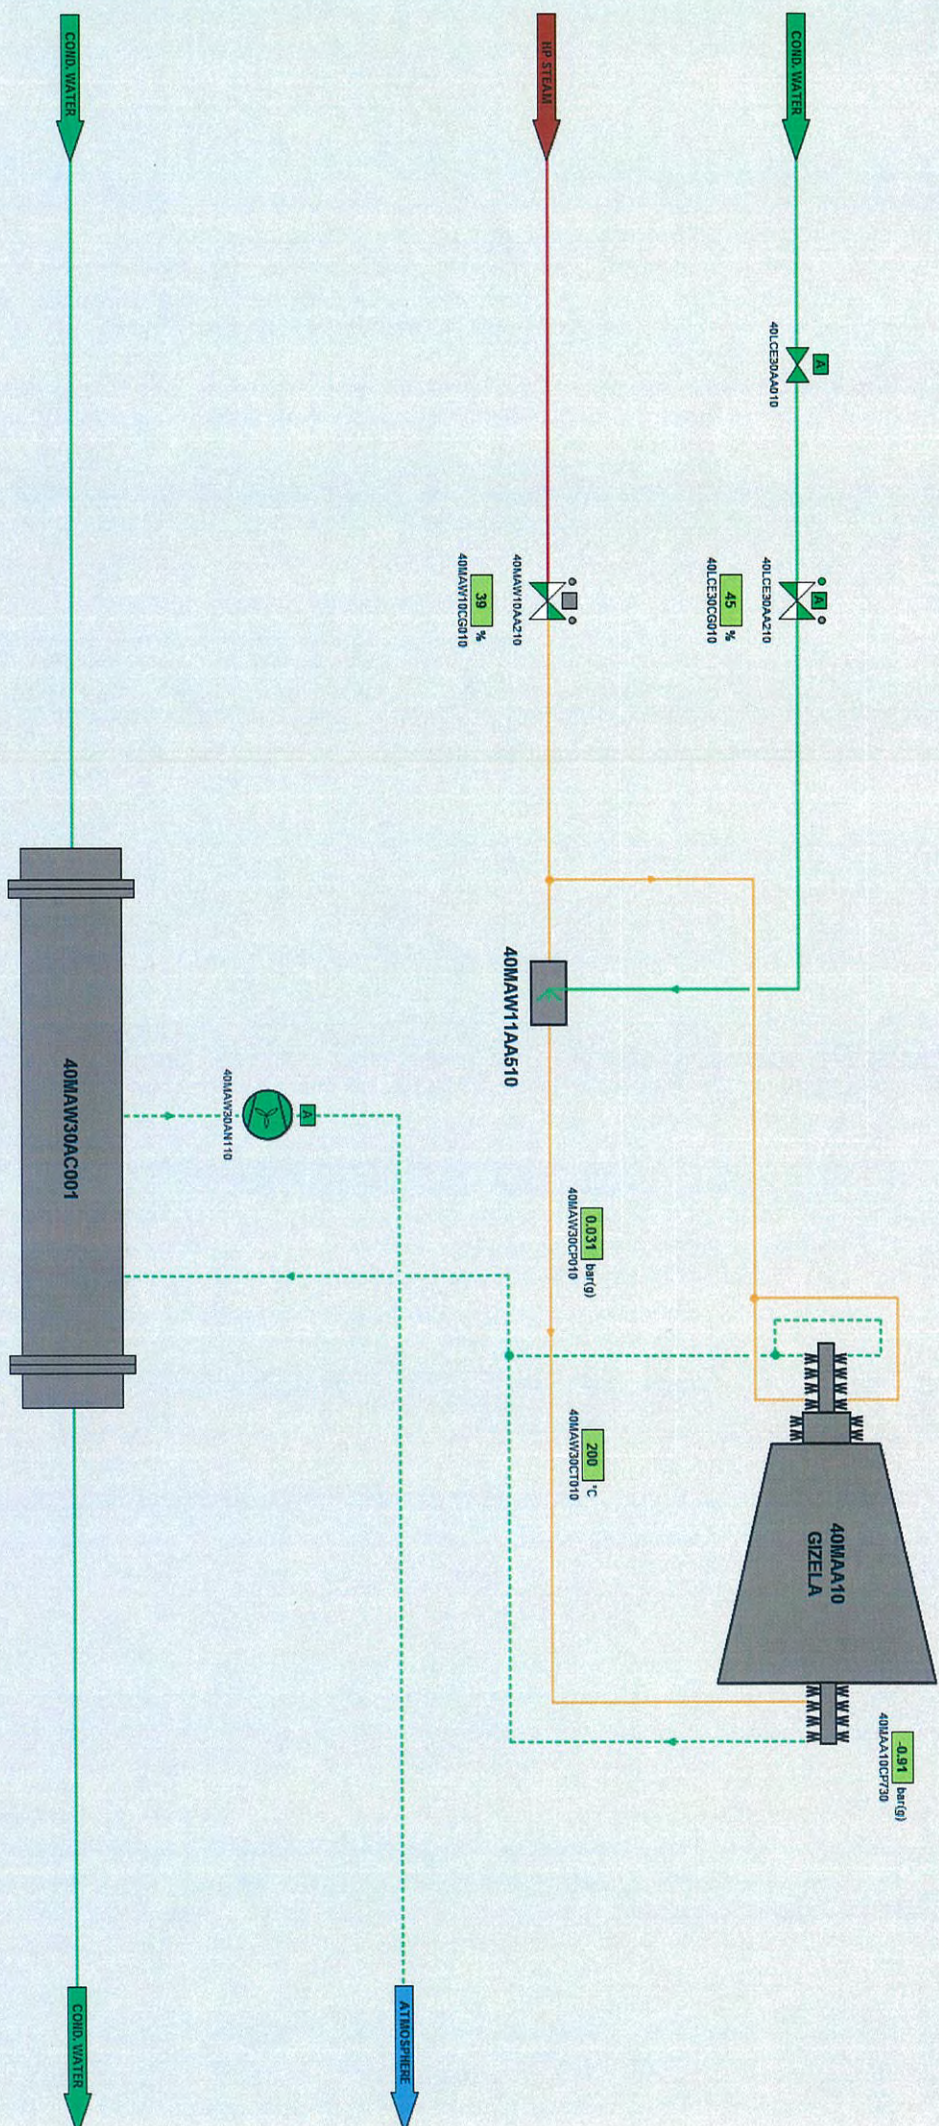 COND. WATER
A
40LCE30AA010
A
40LCE30AA210
45 %
40LCE30CG010
HP STEAM
40MAW10AA210
39 %
40MAW10CG010
40MAW11AA510
0.031 bar(g)
40MAW30CP010
200 °C
40MAW30CT010
40MAA10
GIZELA
-0.91 bar(g)
40MAA10CP730
A
40MAW30AN110
ATMOSPHERE
COND. WATER
40MAW30AC001
COND. WATER